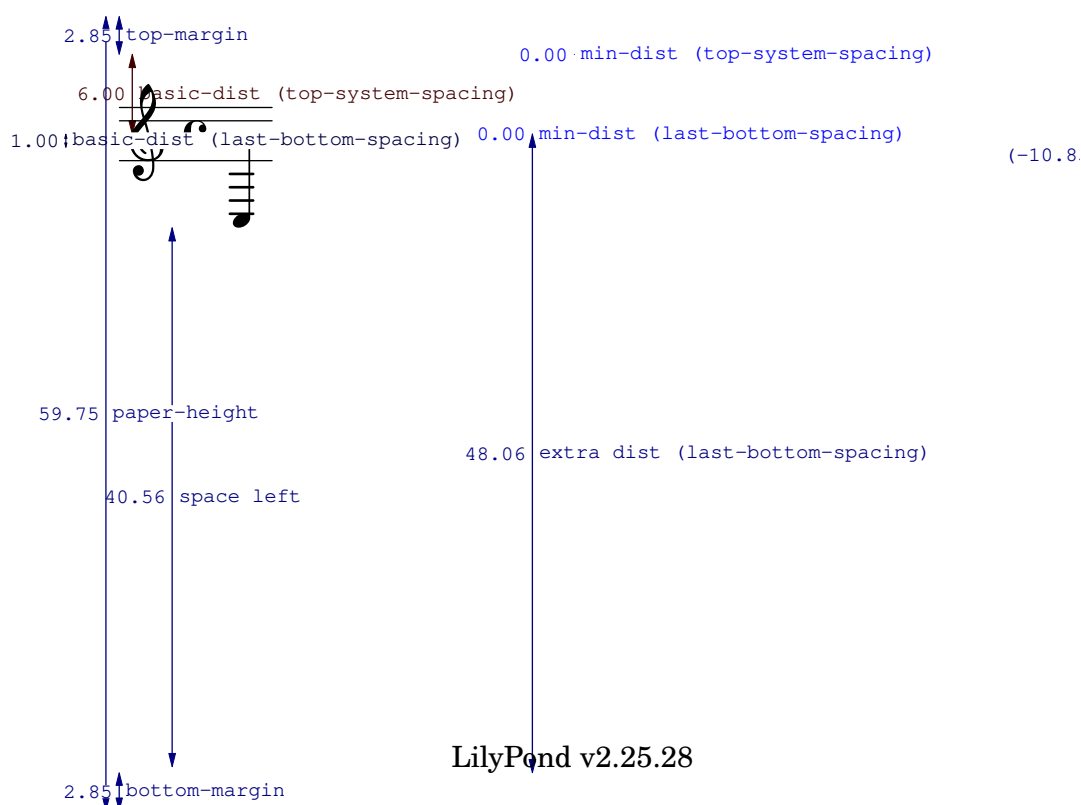 2.85 top-margin
0.00 min-dist (top-system-spacing)
6.00 basic-dist (top-system-spacing)
1.00 basic-dist (last-bottom-spacing)
0.00 min-dist (last-bottom-spacing)
59.75 paper-height
48.06 extra dist (last-bottom-spacing)
40.56 space left
LilyPond v2.25.28
2.85 bottom-margin